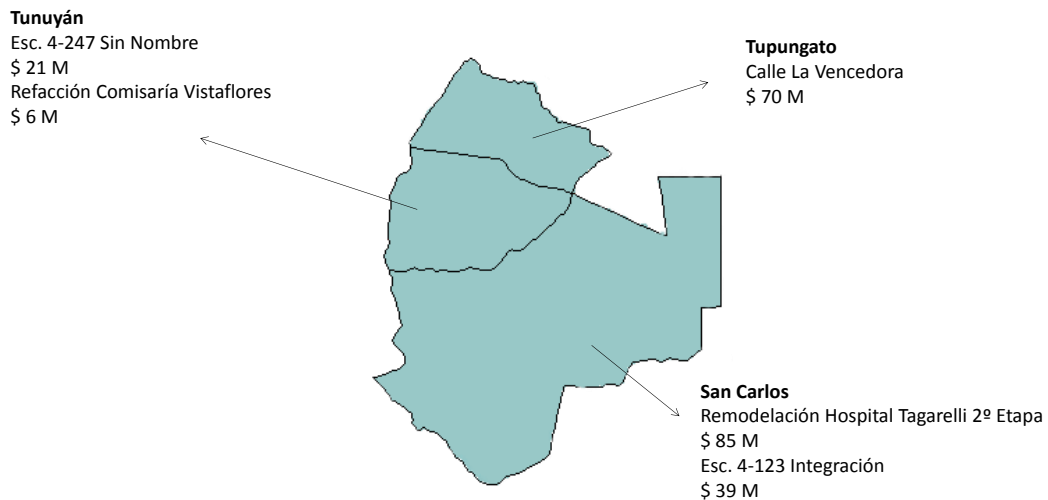 Tunuyán
Esc. 4-247 Sin Nombre
$ 21 M
Refacción Comisaría Vistaflores
$ 6 M
Tupungato
Calle La Vencedora
$ 70 M
San Carlos
Remodelación Hospital Tagarelli 2º Etapa
$ 85 M
Esc. 4-123 Integración
$ 39 M